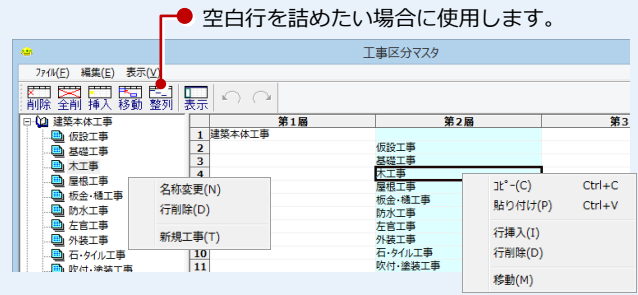 空白行を詰めたい場合に使用します。
工事区分マスタ
ﾌｧｲﾙ(F) 編集(E) 表示(V)
削除 全削 挿入 移動 整列 表示
建築本体工事
仮設工事
基礎工事
木工事
屋根工事
板金・樋工事
防水工事
左官工事
外装工事
石・タイル工事
吹付・塗装工事
第1層 第2層 第3
1 建築本体工事
2 仮設工事
3 基礎工事
4 木工事
屋根工事
板金・樋工事
防水工事
左官工事
外装工事
10 石・タイル工事
11 吹付・塗装工事
名称変更(N)
行削除(D)
新規工事(T)
ｺﾋﾟｰ(C) Ctrl+C
貼り付け(P) Ctrl+V
行挿入(I)
行削除(D)
移動(M)